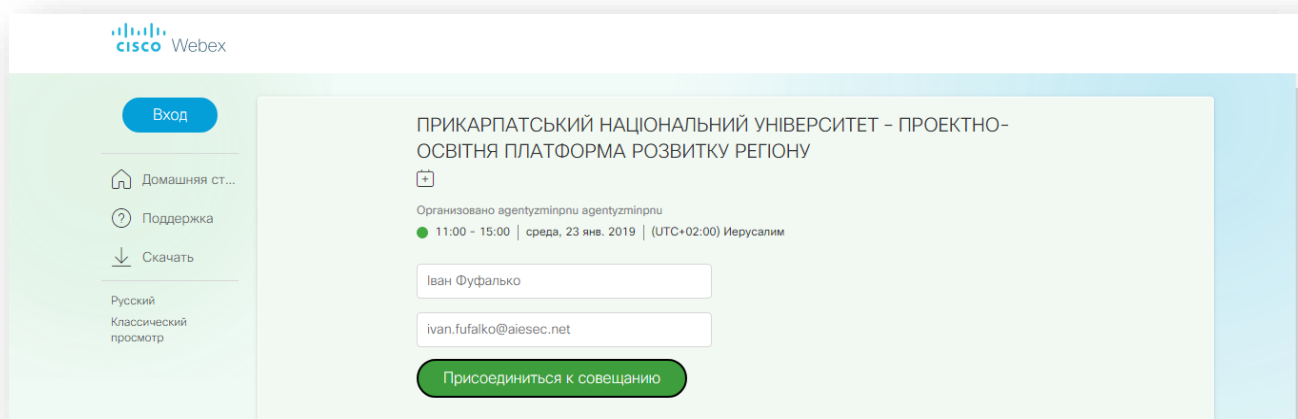 cisco Webex
Вход
Домашняя ст...
Поддержка
Скачать
Русский
Классический
просмотр
ПРИКАРПАТСЬКИЙ НАЦІОНАЛЬНИЙ УНІВЕРСИТЕТ - ПРОЕКТНО-
ОСВІТНЯ ПЛАТФОРМА РОЗВИТКУ РЕГІОНУ
Организовано agentyzminpnu agentyzminpnu
11:00 - 15:00 | среда, 23 янв. 2019 | (UTC+02:00) Иерусалим
Іван Фуфалько
ivan.fufalko@aiesec.net
Присоединиться к совещанию